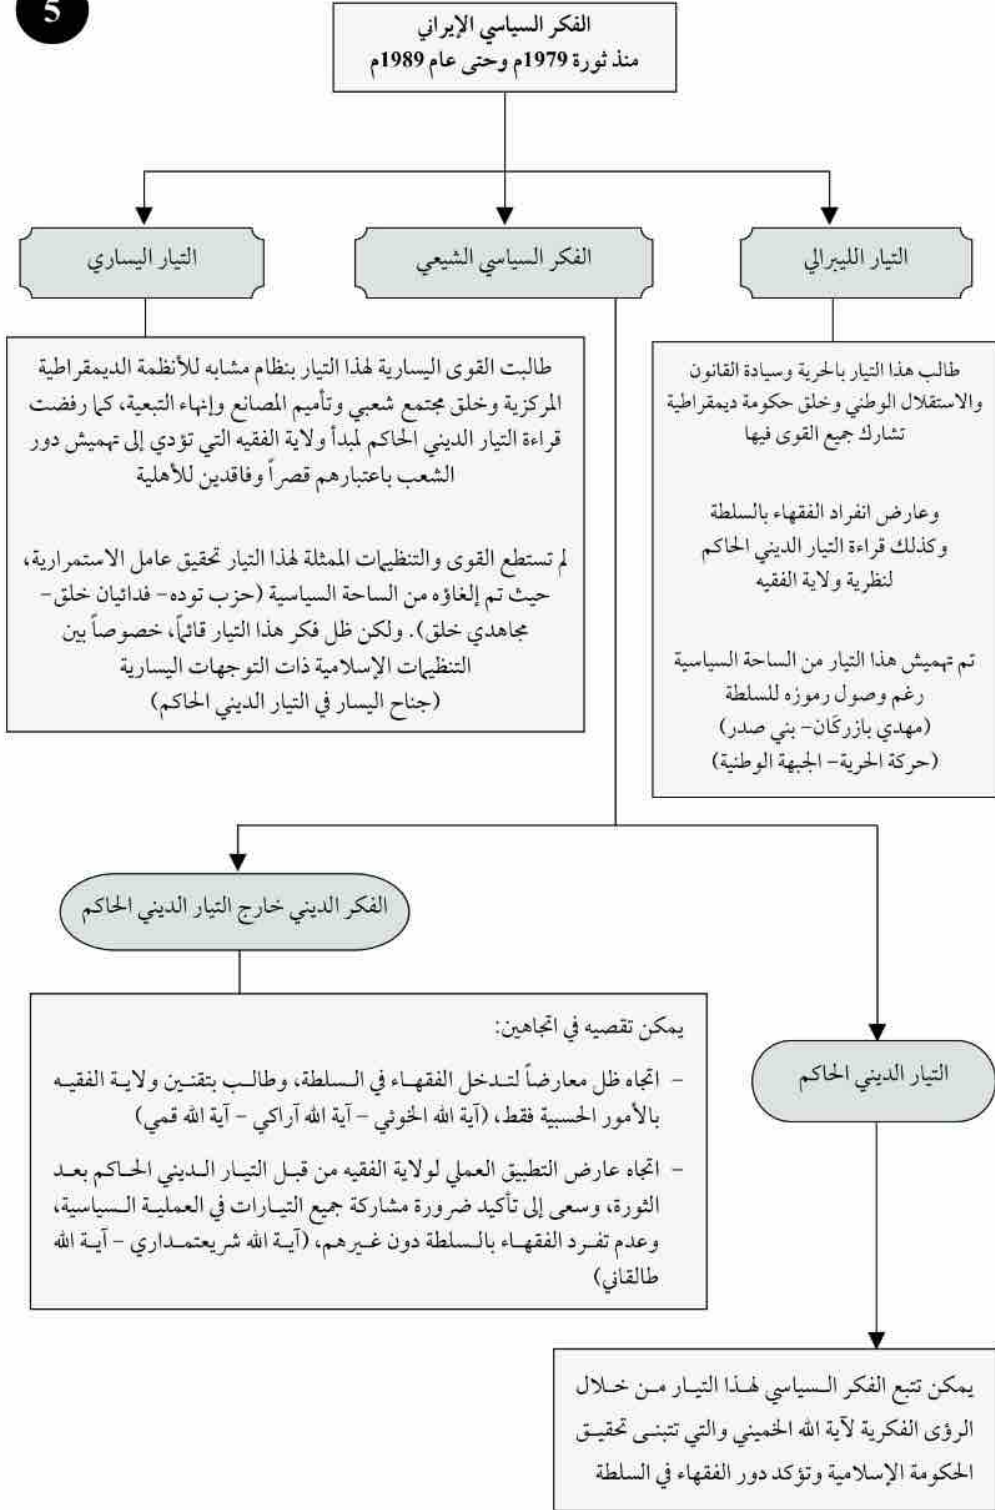 5
الفكر السياسي الإيراني
منذ ثورة 1979م وحتى عام 1989م
التيار الليبرالي
الفكر السياسي الشيعي
التيار اليساري
طالب هذا التيار بالحرية وسيادة القانون
والاستقلال الوطني وخلق حكومة ديمقراطية
تشارك جميع القوى فيها
وعارض انفراد الفقهاء بالسلطة
وكذلك قراءة التيار الديني الحاكم
لنظرية ولاية الفقيه
تم تهميش هذا التيار من الساحة السياسية
رغم وصول رموزه للسلطة
(مهدي بازرگان– بني صدر)
(حركة الحرية– الجبهة الوطنية)
طالبت القوى اليسارية لهذا التيار بنظام مشابه للأنظمة الديمقراطية
المركزية وخلق مجتمع شعبي وتأميم المصانع وإنهاء التبعية، كما رفضت
قراءة التيار الديني الحاكم لمبدأ ولاية الفقيه التي تؤدي إلى تهميش دور
الشعب باعتبارهم قصراً وفاقدين للأهلية
لم تستطع القوى والتنظيمات الممثلة لهذا التيار تحقيق عامل الاستمرارية،
حيث تم إلغاؤه من الساحة السياسية (حزب توده– فدائيان خلق–
مجاهدي خلق). ولكن ظل فكر هذا التيار قائماً، خصوصاً بين
التنظيمات الإسلامية ذات التوجهات اليسارية
(جناح اليسار في التيار الديني الحاكم)
الفكر الديني خارج التيار الديني الحاكم
يمكن تقصيه في اتجاهين:
– اتجاه ظل معارضاً لتدخل الفقهاء في السلطة، وطالب بتقنين ولاية الفقيه
بالأمور الحسبية فقط، (آية الله الخوئي – آية الله آراكي – آية الله قمي)
– اتجاه عارض التطبيق العملي لولاية الفقيه من قبل التيار الديني الحاكم بعد
الثورة، وسعى إلى تأكيد ضرورة مشاركة جميع التيارات في العملية السياسية،
وعدم تفرد الفقهاء بالسلطة دون غيرهم، (آية الله شريعتمداري – آية الله
طالقاني)
التيار الديني الحاكم
يمكن تتبع الفكر السياسي لهذا التيار من خلال
الرؤى الفكرية لآية الله الخميني والتي تتبنى تحقيق
الحكومة الإسلامية وتؤكد دور الفقهاء في السلطة